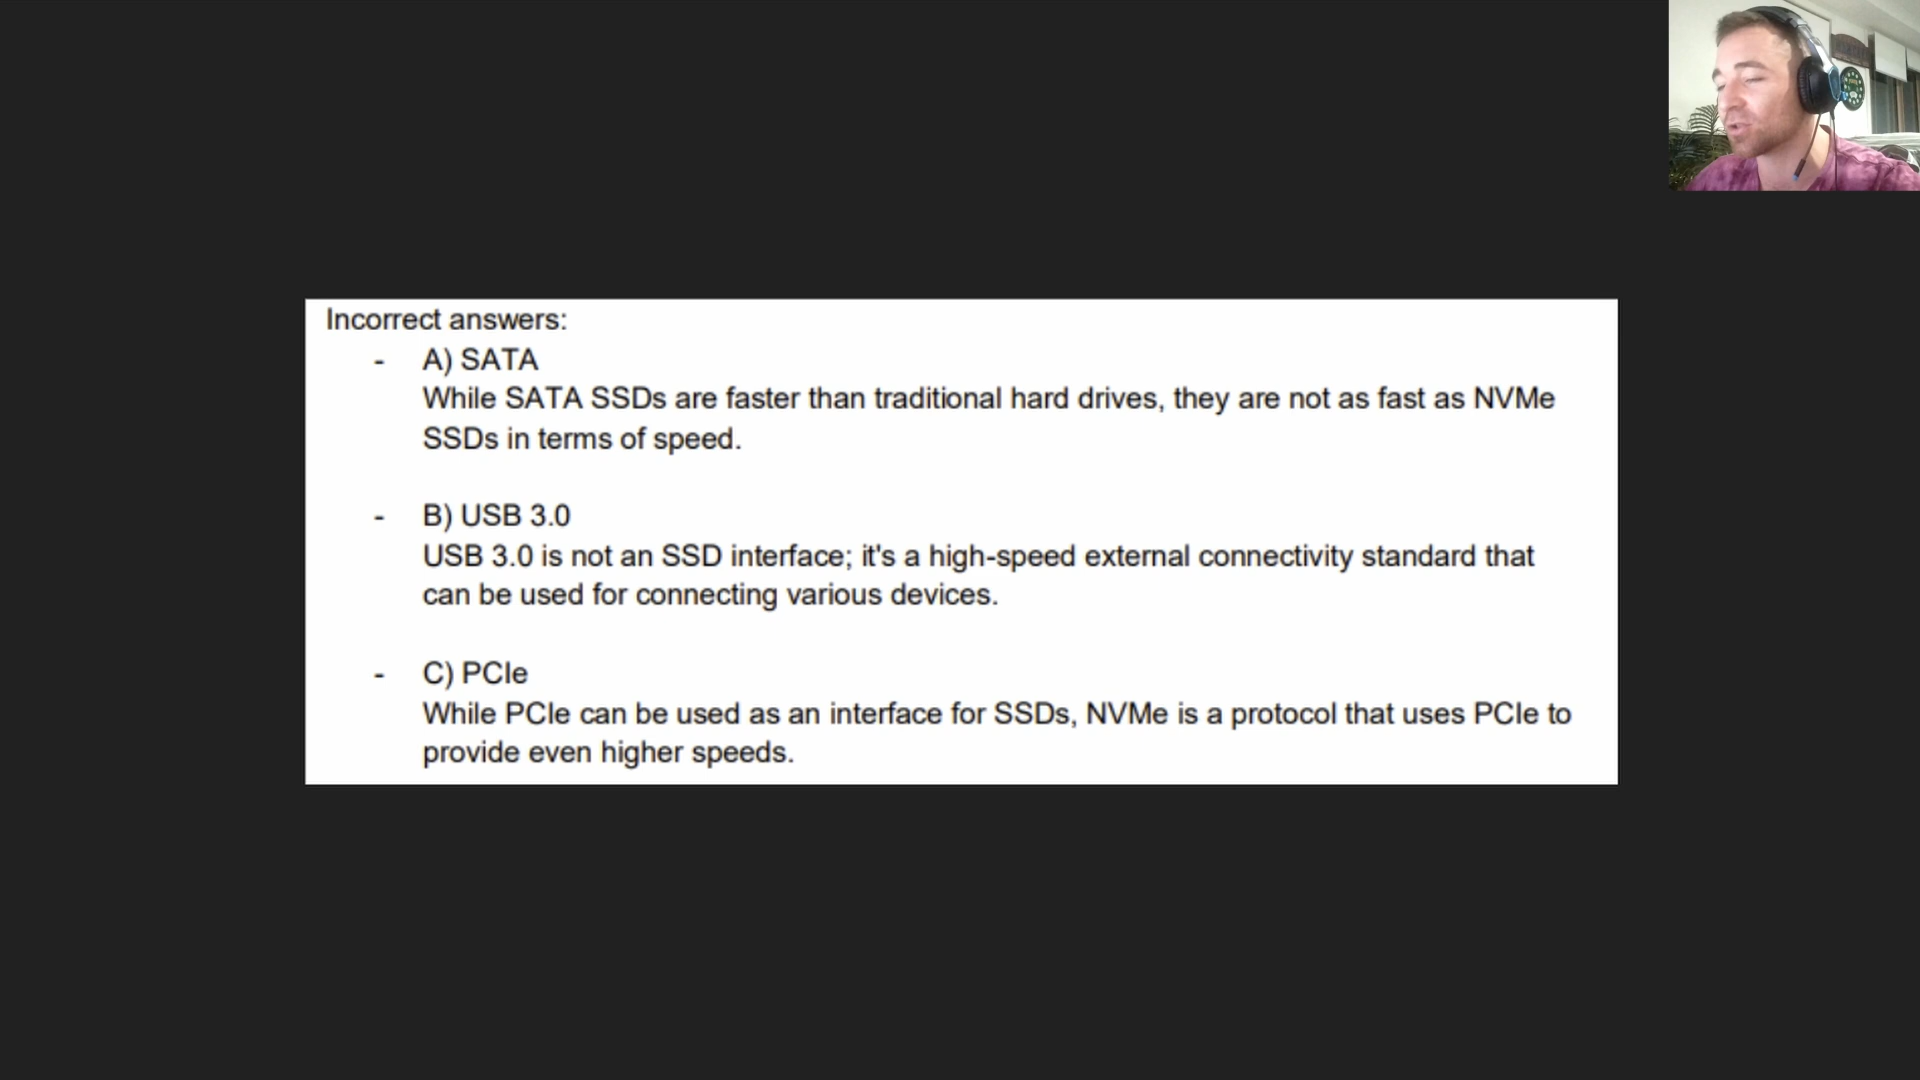 Incorrect answers:
- A) SATA
While SATA SSDs are faster than traditional hard drives, they are not as fast as NVMe
SSDs in terms of speed.
- B) USB 3.0
USB 3.0 is not an SSD interface; it's a high-speed external connectivity standard that
can be used for connecting various devices.
- C) PCIe
While PCIe can be used as an interface for SSDs, NVMe is a protocol that uses PCIe to
provide even higher speeds.